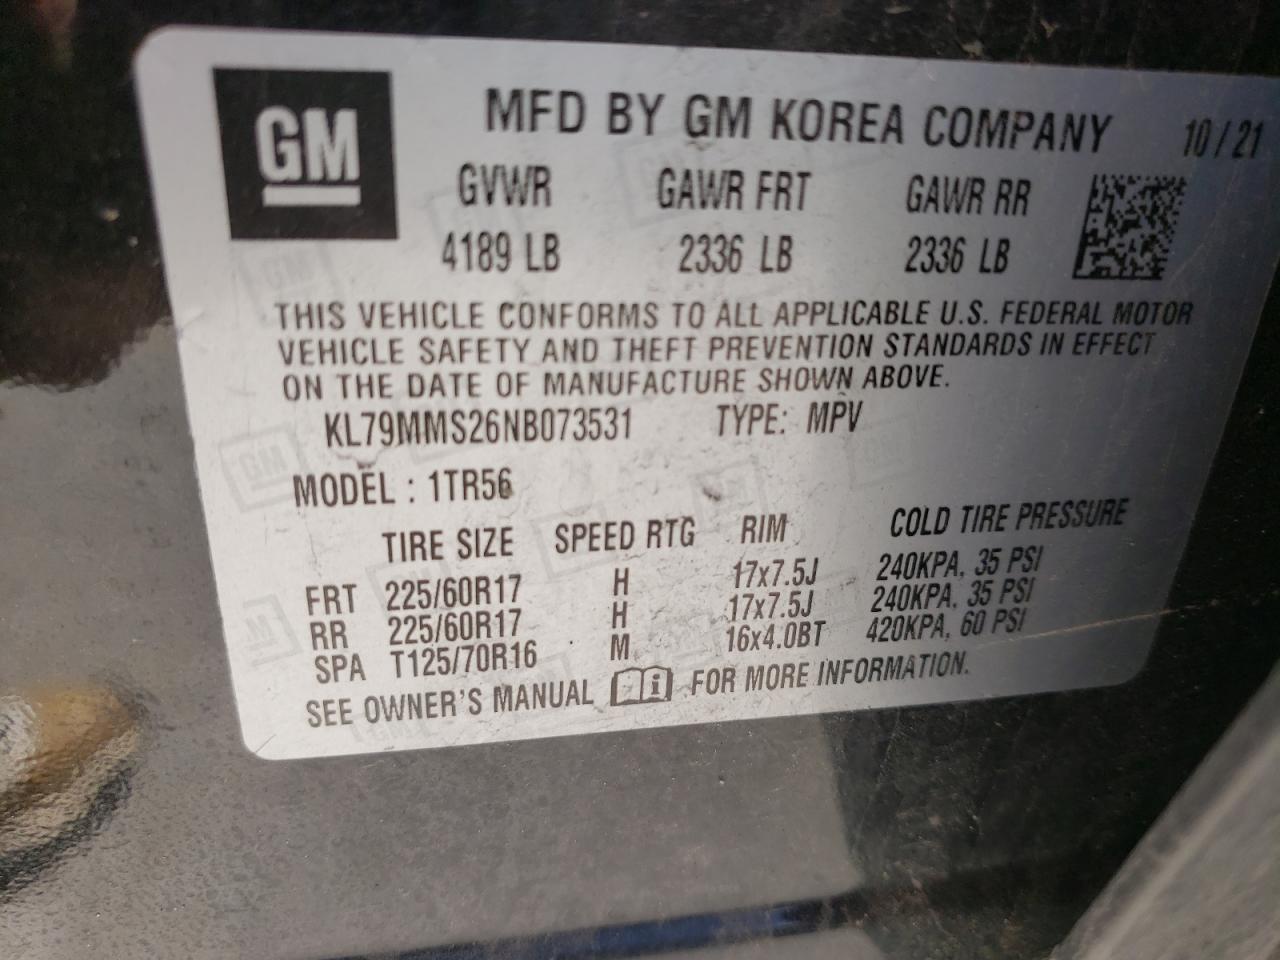 GM
MFD BY GM KOREA COMPANY 10/21
GVWR GAWR FRT GAWR RR
4189 LB 2336 LB 2336 LB
THIS VEHICLE CONFORMS TO ALL APPLICABLE U.S. FEDERAL MOTOR
VEHICLE SAFETY AND THEFT PREVENTION STANDARDS IN EFFECT
ON THE DATE OF MANUFACTURE SHOWN ABOVE.
KL79MMS26NB073531 TYPE: MPV
MODEL : 1TR56
TIRE SIZE SPEED RTG RIM COLD TIRE PRESSURE
FRT 225/60R17 H 17x7.5J 240KPA, 35 PSI
RR 225/60R17 H 17x7.5J 240KPA, 35 PSI
SPA T125/70R16 M 16x4.0BT 420KPA, 60 PSI
SEE OWNER'S MANUAL i FOR MORE INFORMATION.